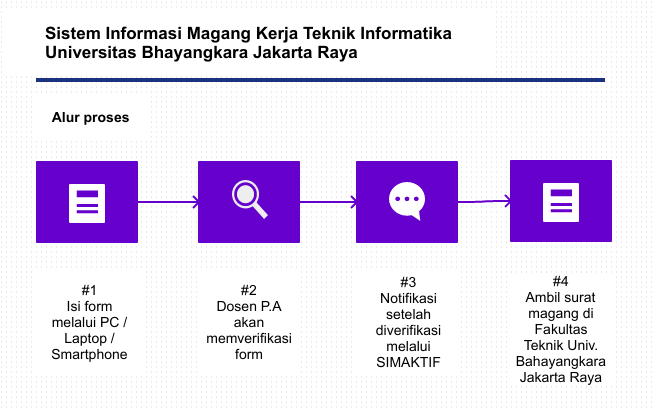 Sistem Informasi Magang Kerja Teknik Informatika
Universitas Bhayangkara Jakarta Raya
Alur proses
#1
Isi form
melalui PC /
Laptop /
Smartphone
#2
Dosen P.A
akan
memverifikasi
form
#3
Notifikasi
setelah
diverifikasi
melalui
SIMAKTIF
#4
Ambil surat
magang di
Fakultas
Teknik Univ.
Bahayangkara
Jakarta Raya